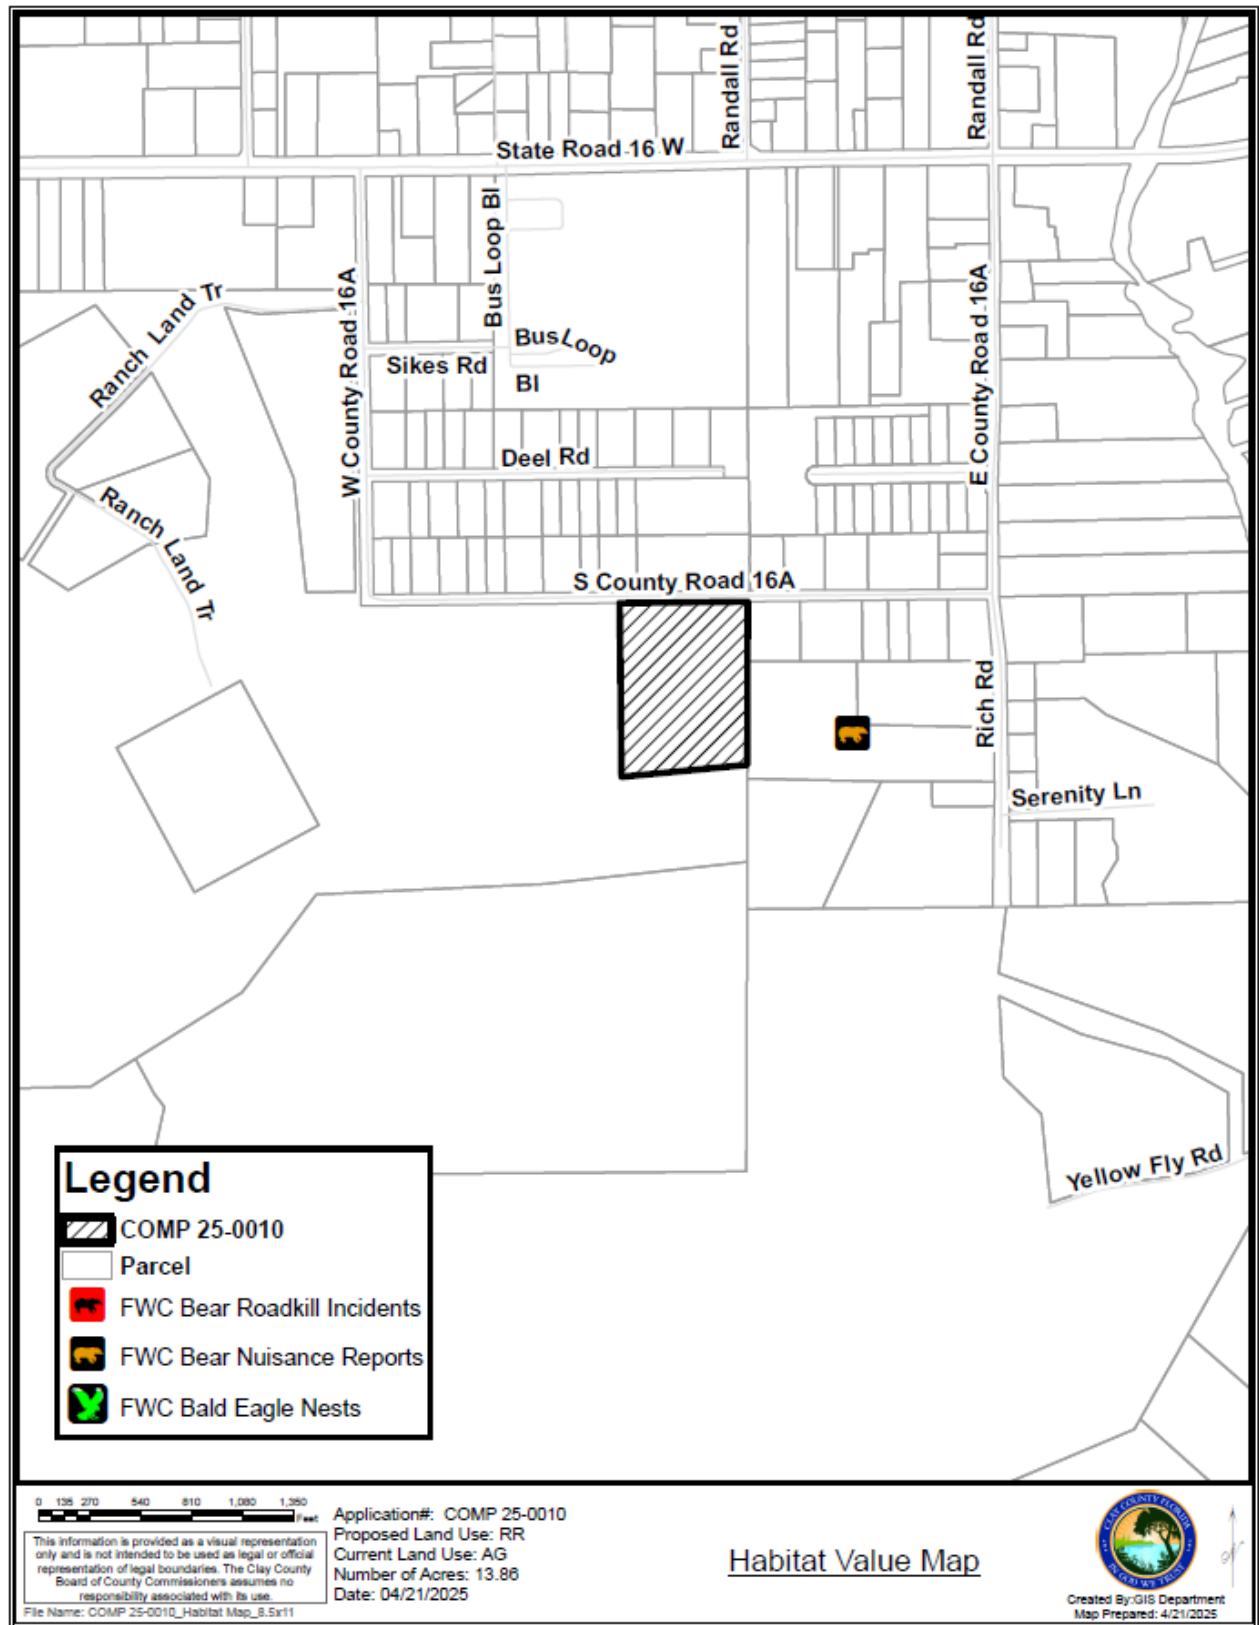 Randall Rd
Randall Rd
State Road 16 W
Bus Loop Bl
Ranch Land Tr
W County Road 16A
E County Road 16A
Bus Loop
Bl
Sikes Rd
Deel Rd
Ranch Land Tr
S County Road 16A
Rich Rd
Serenity Ln
Yellow Fly Rd
Legend
COMP 25-0010
Parcel
FWC Bear Roadkill Incidents
FWC Bear Nuisance Reports
FWC Bald Eagle Nests
0 135 270 540 810 1,080 1,350
Feet
This information is provided as a visual representation
only and is not intended to be used as legal or official
representation of legal boundaries. The Clay County
Board of County Commissioners assumes no
responsibility associated with its use.
File Name: COMP 25-0010_Habitat Map_8.5x11
Application#: COMP 25-0010
Proposed Land Use: RR
Current Land Use: AG
Number of Acres: 13.86
Date: 04/21/2025
Habitat Value Map
CLAY COUNTY FLORIDA
IN GOD WE TRUST
Created By:GIS Department
Map Prepared: 4/21/2025